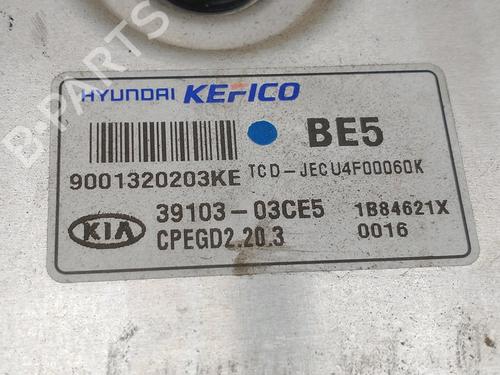 B-PARTS
HYUNDAI KEFICO
BE5
9001320203KE
TCD-JECU4F00060K
KIA
39103-03CE5
1B84621X
CPEGD2.20.3
0016